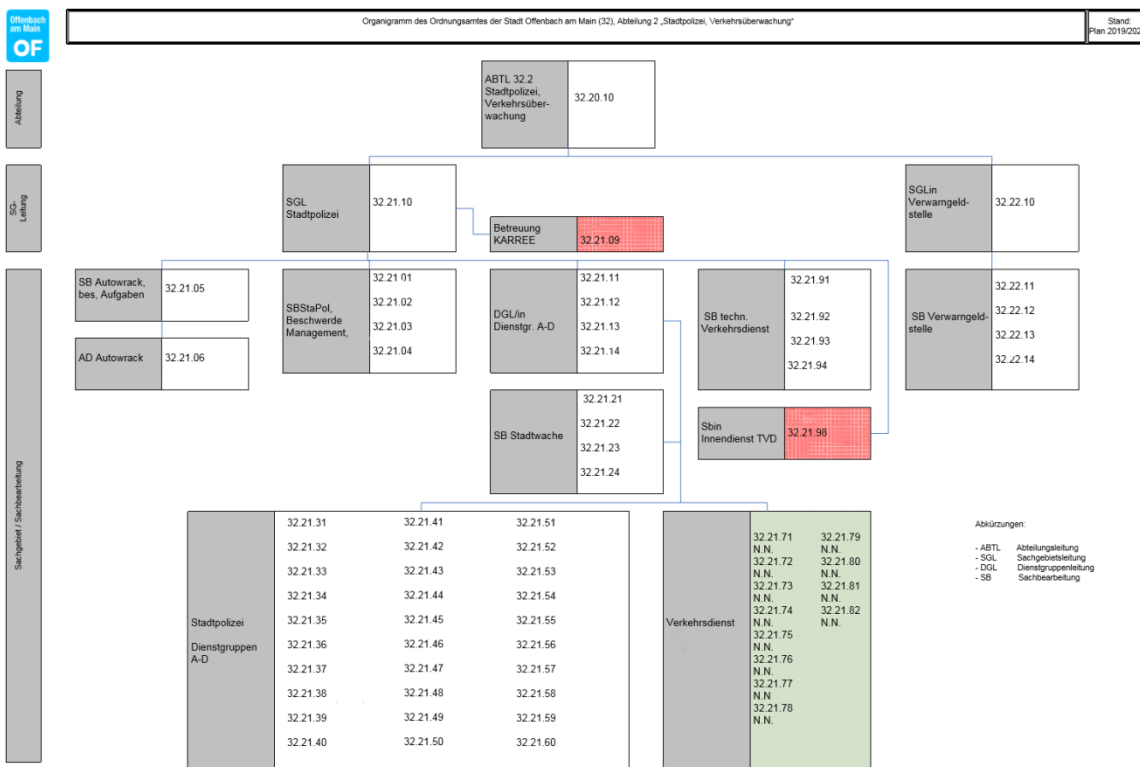 Offenbach
am Main
OF
Organigramm des Ordnungsamtes der Stadt Offenbach am Main (32), Abteilung 2 „Stadtpolizei, Verkehrsüberwachung"
Stand:
Plan 2019/202
Abteilung
ABTL 32.2
Stadtpolizei,
Verkehrsüber-
wachung
32.20.10
SG-
Leitung
SGL
Stadtpolizei
32.21.10
Betreuung
KARREE
32.21.09
SGLin
Verwarngeld-
stelle
32.22.10
Sachgebiet / Sachbearbeitung
SB Autowrack,
bes, Aufgaben
32.21.05
AD Autowrack
32.21.06
SBStaPol,
Beschwerde
Management,
32.21.01
32.21.02
32.21.03
32.21.04
DGL/in
Dienstgr. A-D
32.21.11
32.21.12
32.21.13
32.21.14
SB techn.
Verkehrsdienst
32.21.91
32.21.92
32.21.93
32.21.94
SB Verwarngeld-
stelle
32.22.11
32.22.12
32.22.13
32.22.14
SB Stadtwache
32.21.21
32.21.22
32.21.23
32.21.24
Sbin
Innendienst TVD
32.21.98
Stadtpolizei
Dienstgruppen
A-D
32.21.31 32.21.41 32.21.51
32.21.32 32.21.42 32.21.52
32.21.33 32.21.43 32.21.53
32.21.34 32.21.44 32.21.54
32.21.35 32.21.45 32.21.55
32.21.36 32.21.46 32.21.56
32.21.37 32.21.47 32.21.57
32.21.38 32.21.48 32.21.58
32.21.39 32.21.49 32.21.59
32.21.40 32.21.50 32.21.60
Verkehrsdienst
32.21.71 32.21.79
N.N. N.N.
32.21.72 32.21.80
N.N. N.N.
32.21.73 32.21.81
N.N. N.N.
32.21.74 32.21.82
N.N. N.N.
32.21.75
N.N.
32.21.76
N.N.
32.21.77
N.N
32.21.78
N.N.
Abkürzungen:
- ABTL Abteilungsleitung
- SGL Sachgebietsleitung
- DGL Dienstgruppenleitung
- SB Sachbearbeitung